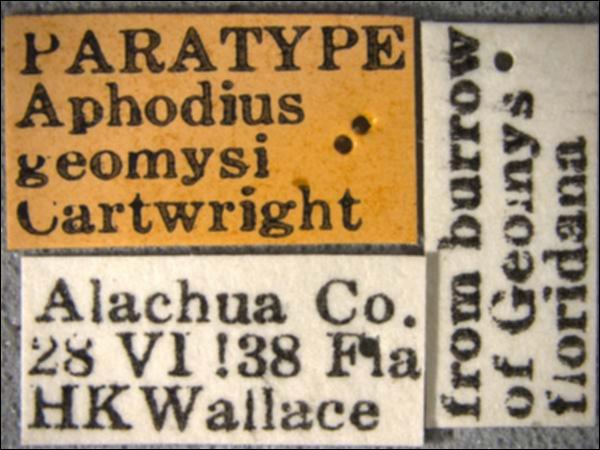 PARATYPE
Aphodius
geomysi
Cartwright
Alachua Co.
28 VI !38 Fla
HKWallace
from burrow
of Geomys
floridana